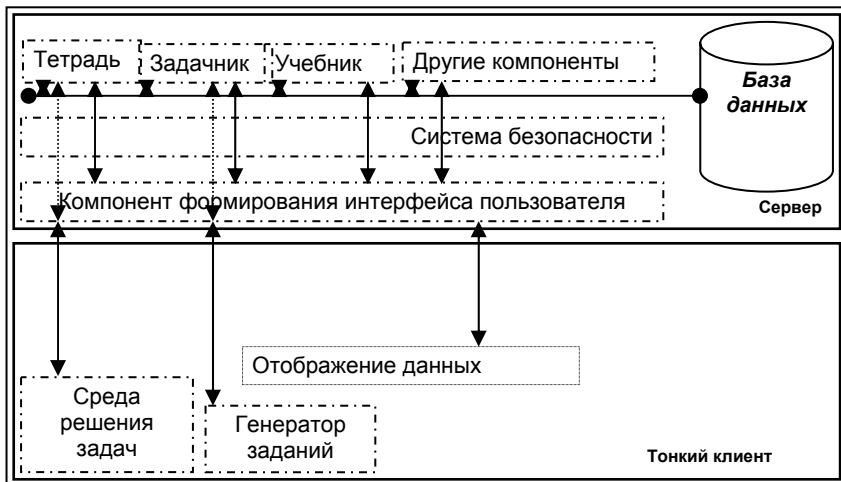 Тетрадь
Задачник
Учебник
Другие компоненты
База
данных
Система безопасности
Компонент формирования интерфейса пользователя
Сервер
Отображение данных
Среда
решения
задач
Генератор
заданий
Тонкий клиент